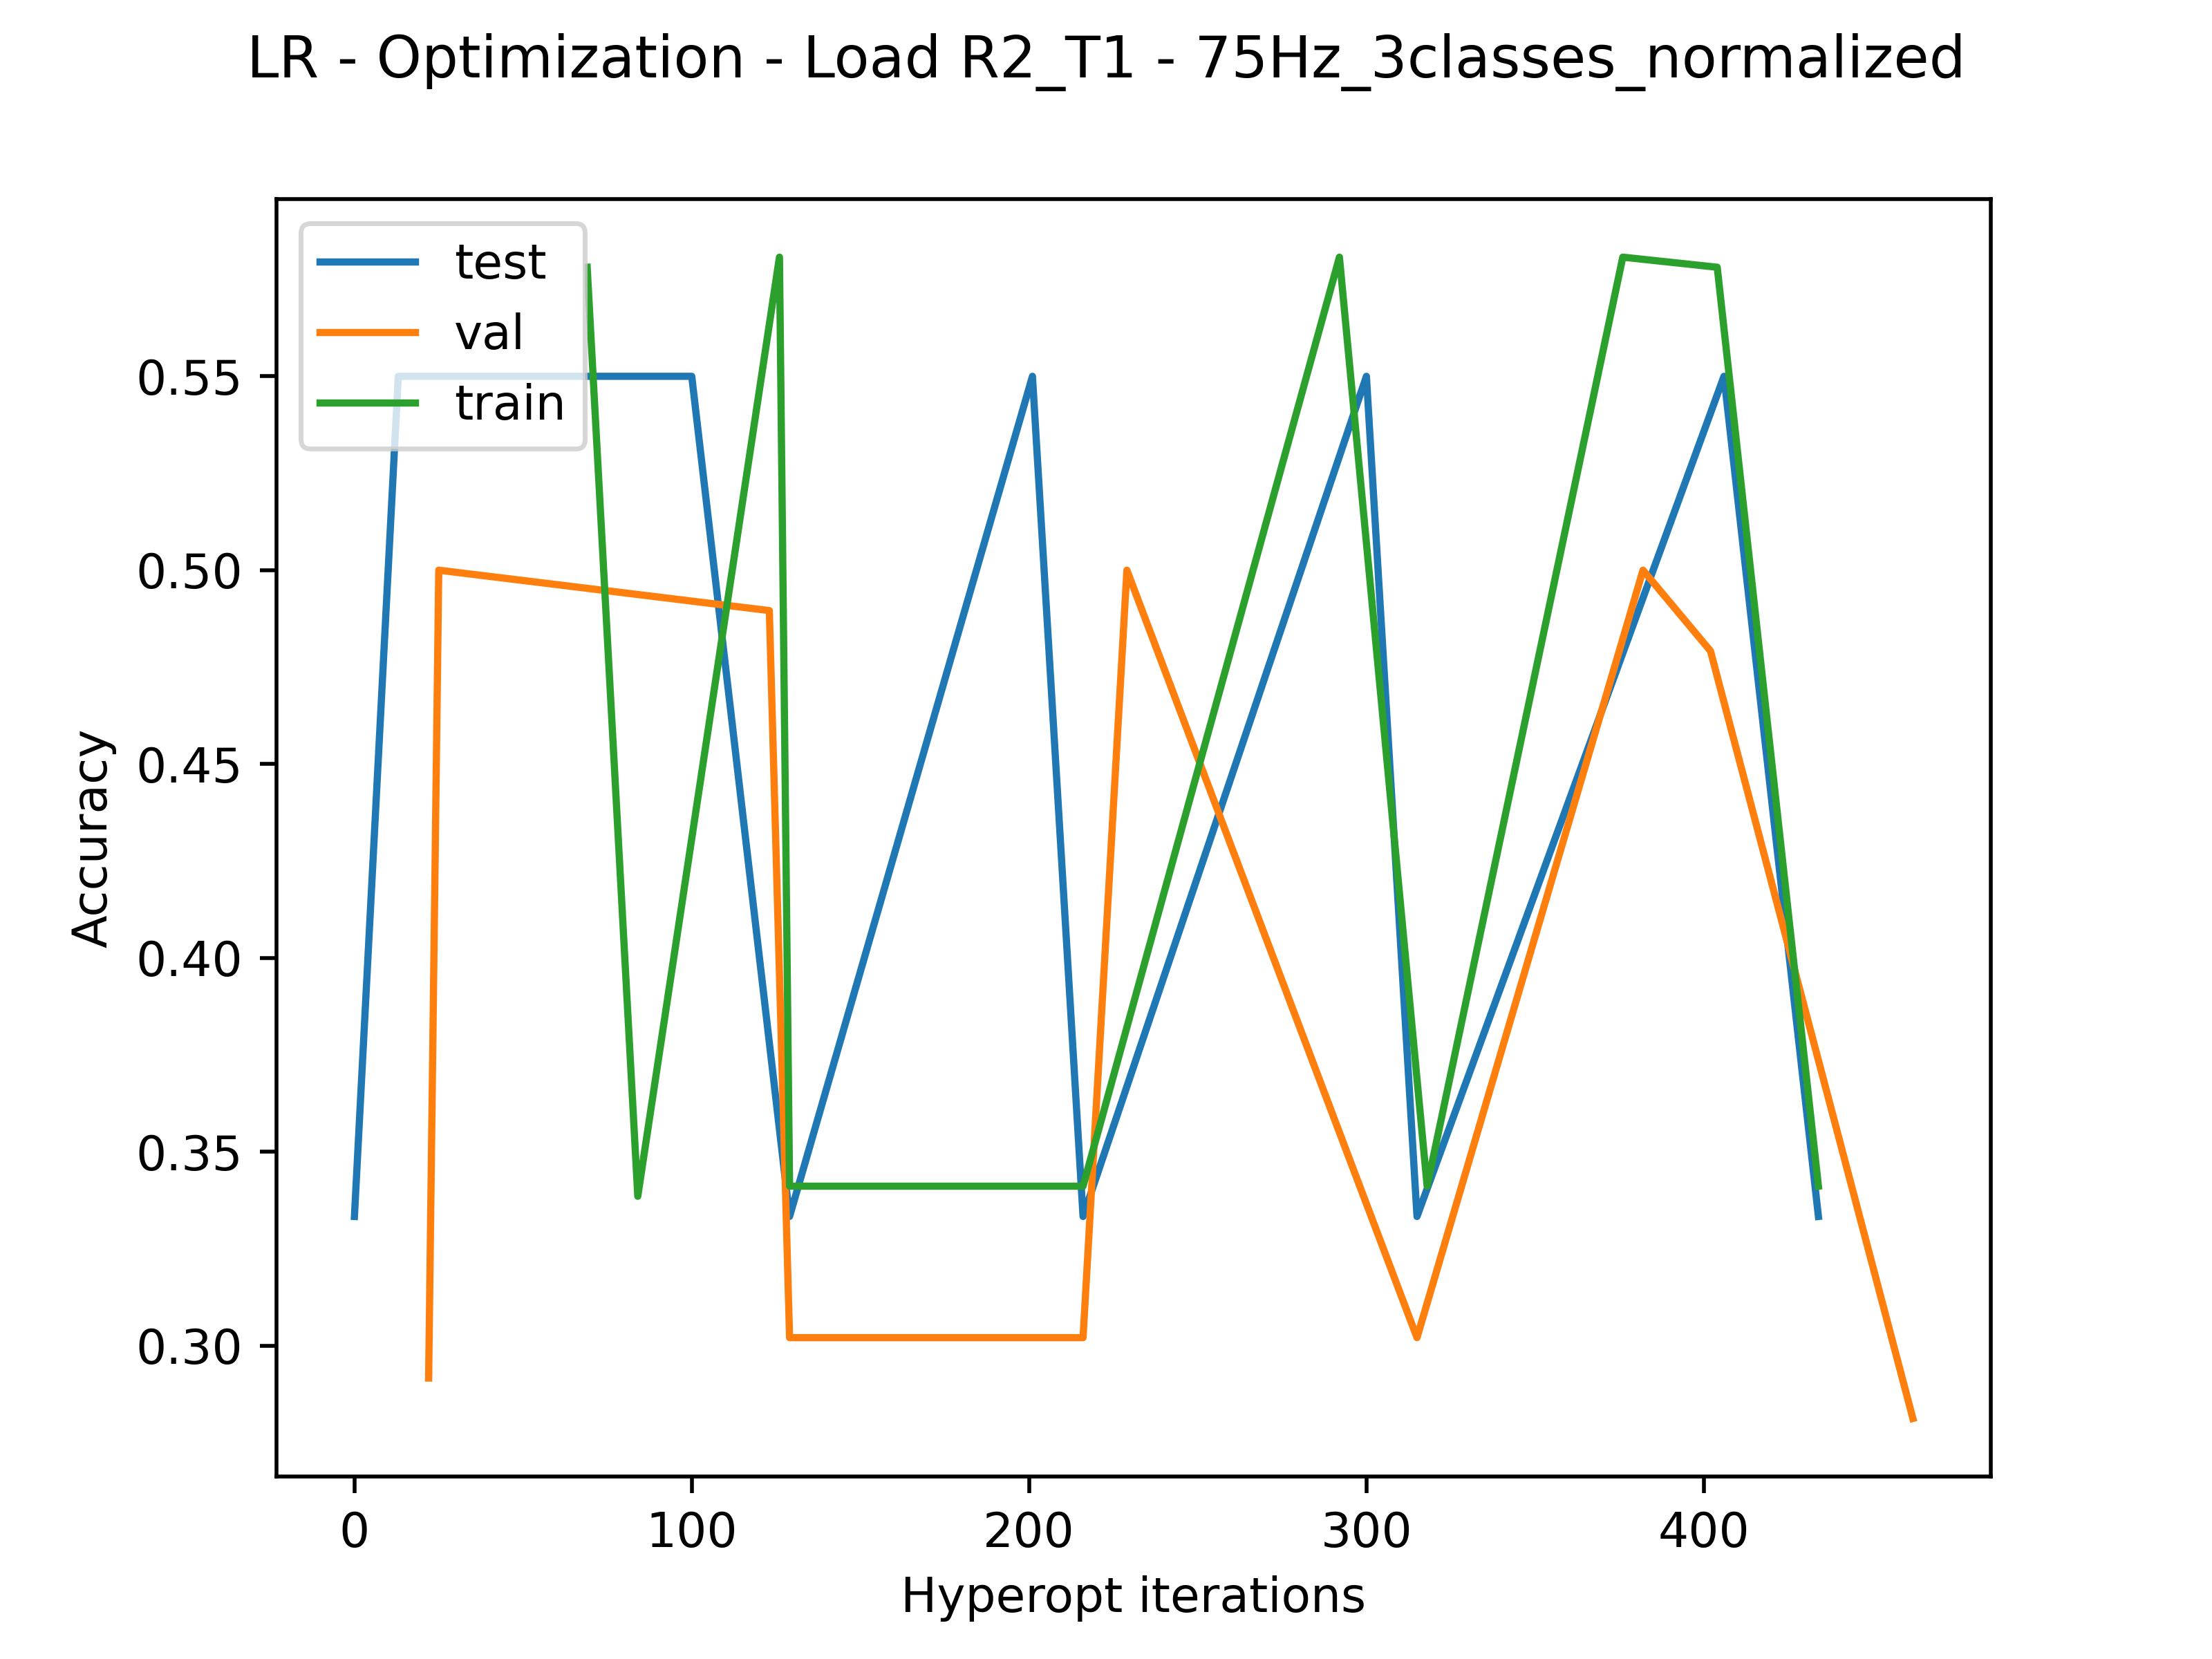 LR - Optimization - Load R2_T1 - 75Hz_3classes_normalized
test
val
train
Accuracy
0.55
0.50
0.45
0.40
0.35
0.30
0 100 200 300 400
Hyperopt iterations